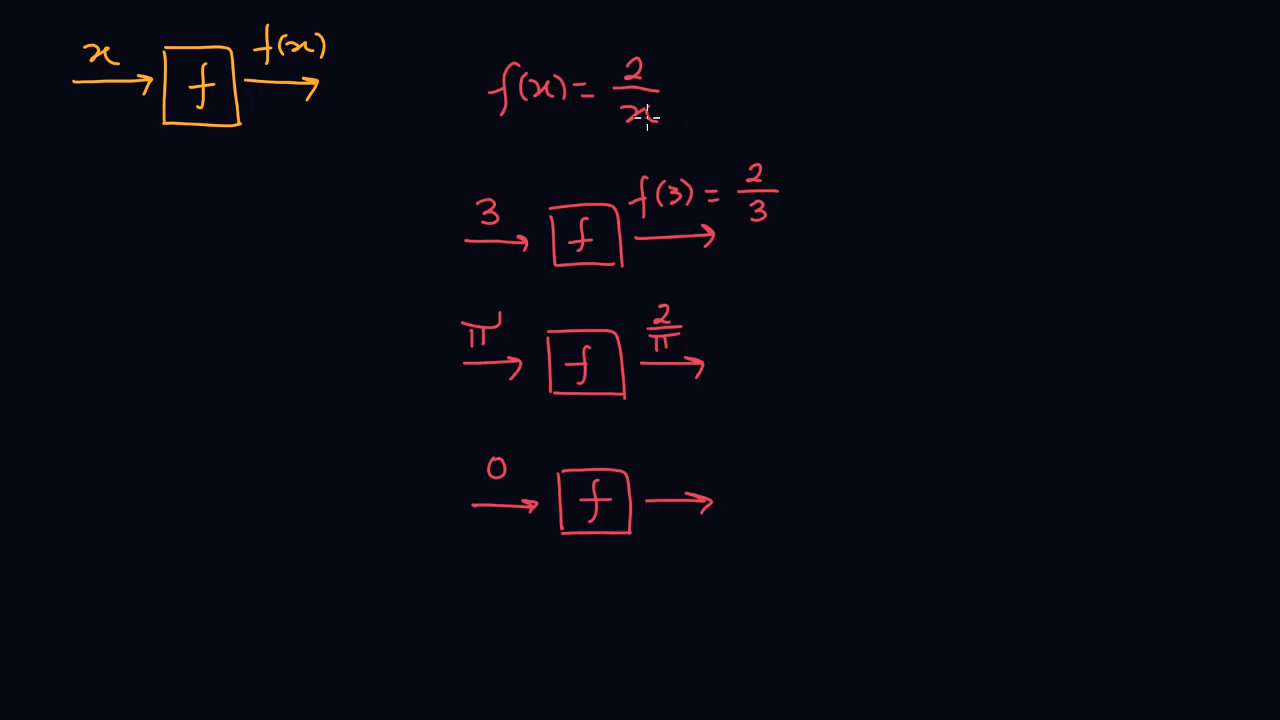 x f f(x)
f(x) = 2/x
3 f f(3) = 2/3
π f 2/π
0 f